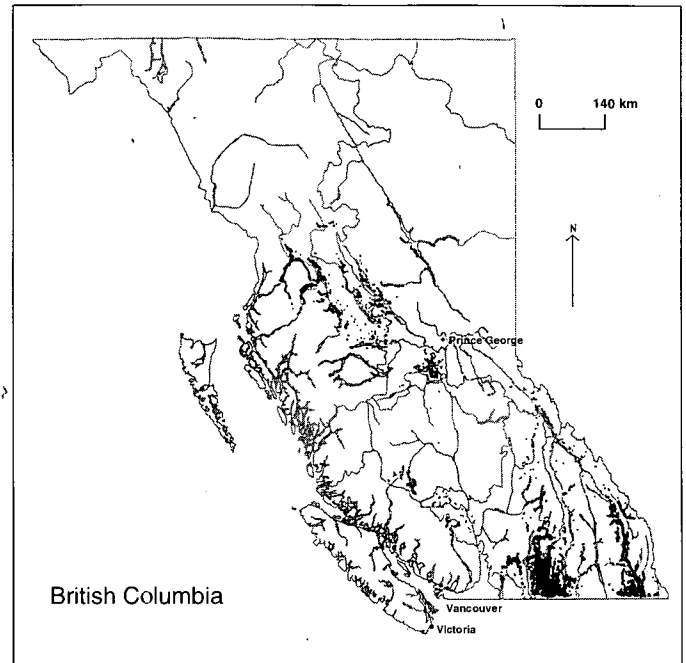 0 140 km
N
Prince George
British Columbia
Vancouver
Victoria